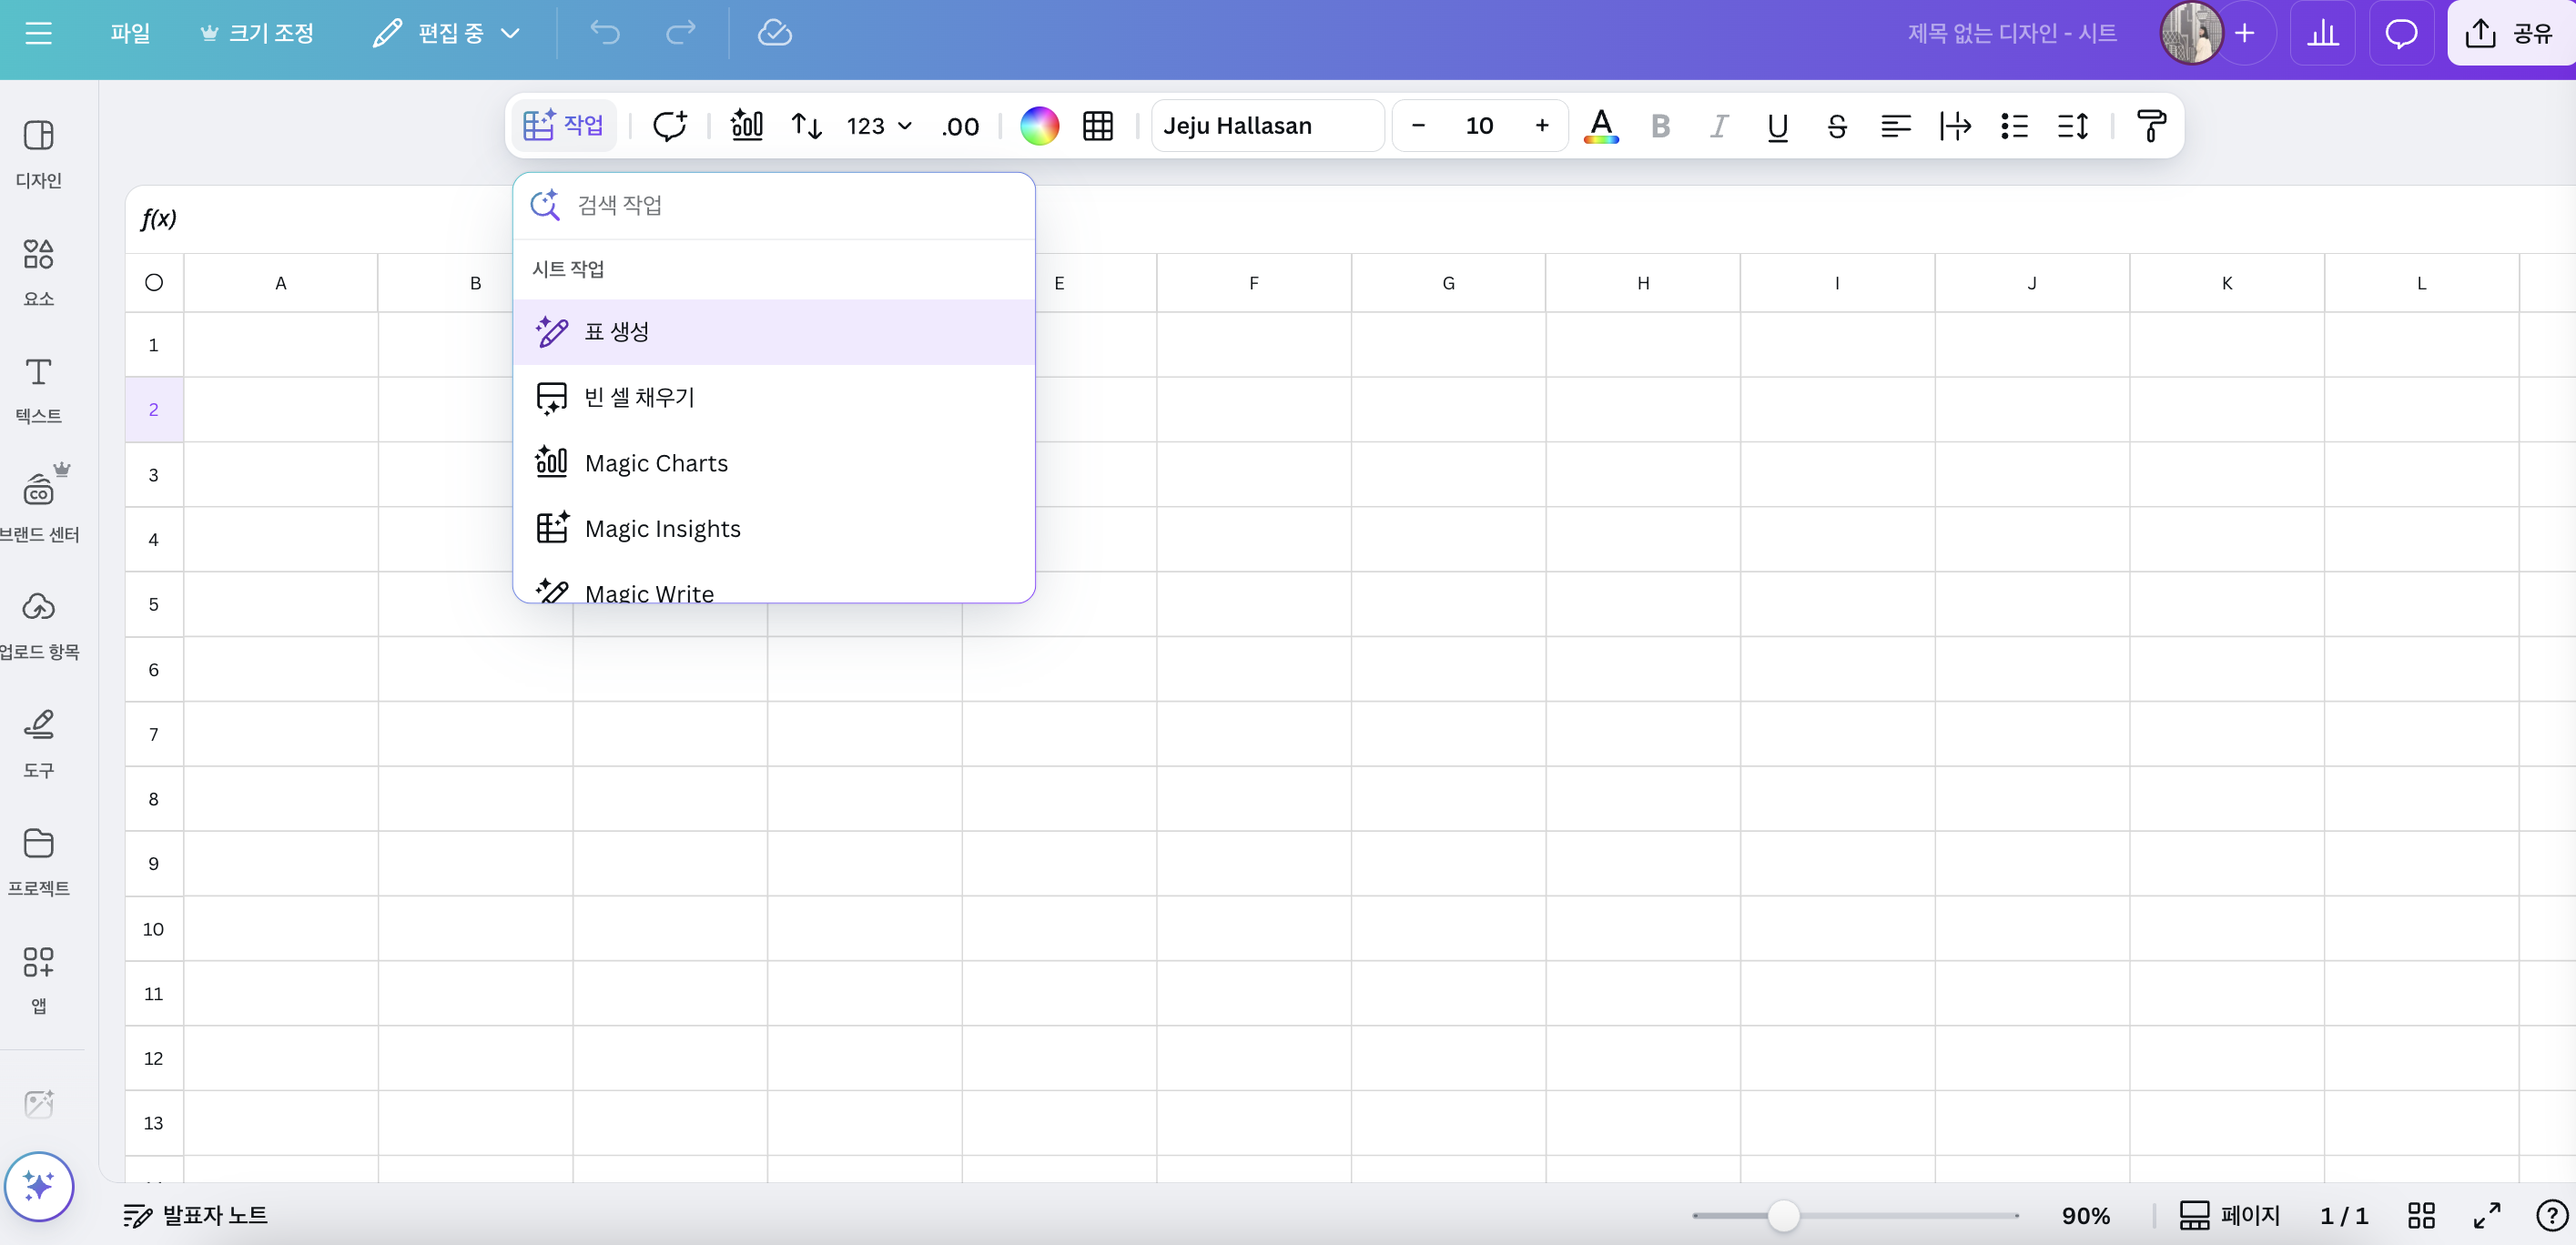 파일
크기 조정
편집 중
제목 없는 디자인 - 시트
공유
작업
123
.00
Jeju Hallasan
− 10 +
A B I U S
디자인
요소
텍스트
CO
브랜드 센터
업로드 항목
도구
프로젝트
앱
f(x)
검색 작업
시트 작업
표 생성
빈 셀 채우기
Magic Charts
Magic Insights
Magic Write
A B E F G H I J K L
1
2
3
4
5
6
7
8
9
10
11
12
13
발표자 노트
90%
페이지
1 / 1
?